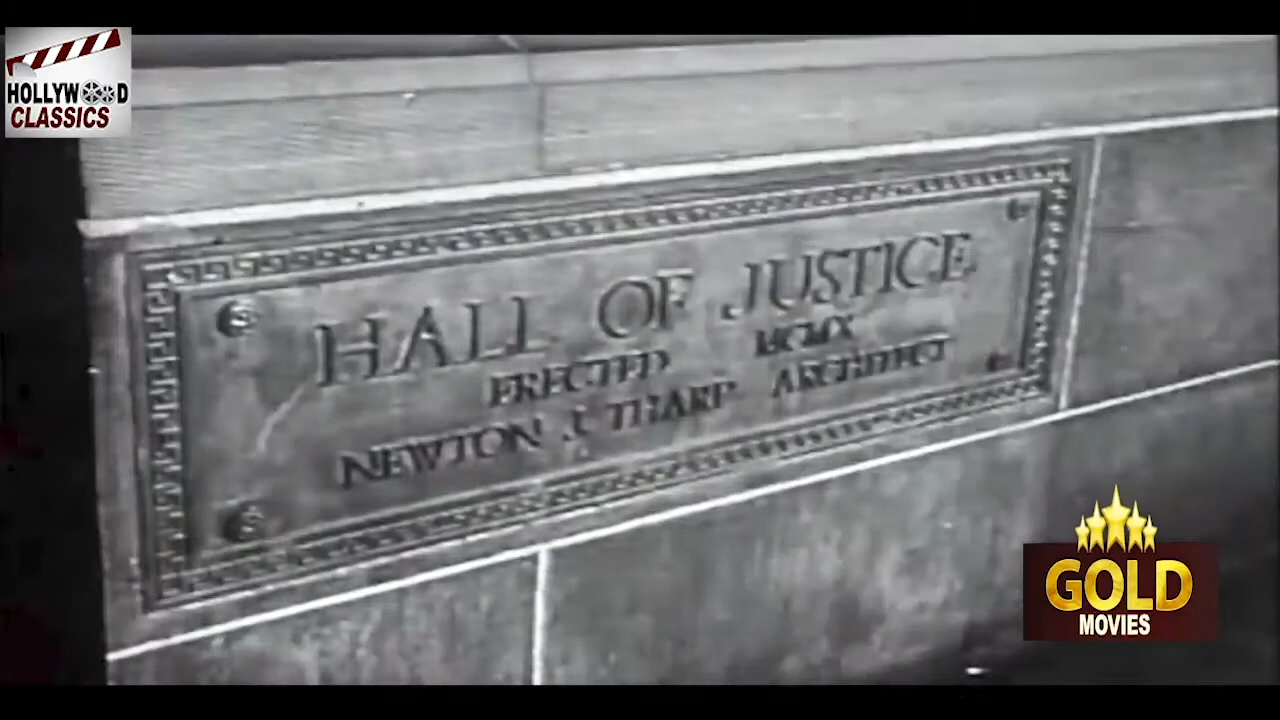 HOLLYWOOD
CLASSICS
HALL OF JUSTICE
ERECTED MCMX
NEWTON J. THARP ARCHITECT
GOLD
MOVIES